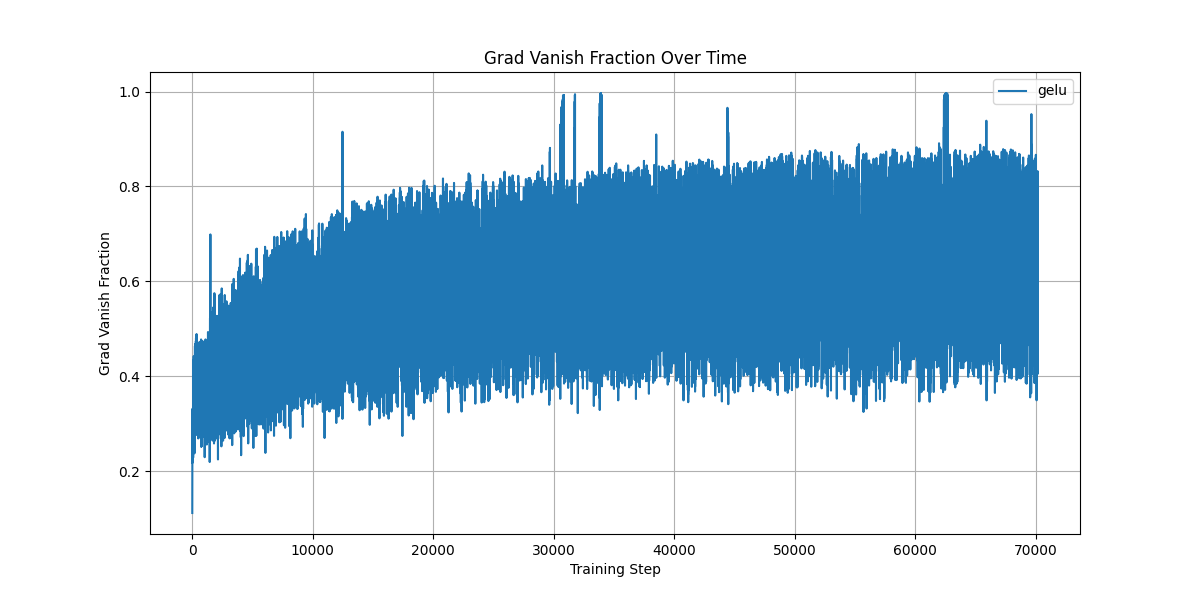 Grad Vanish Fraction Over Time
gelu
Grad Vanish Fraction
1.0
0.8
0.6
0.4
0.2
0 10000 20000 30000 40000 50000 60000 70000
Training Step